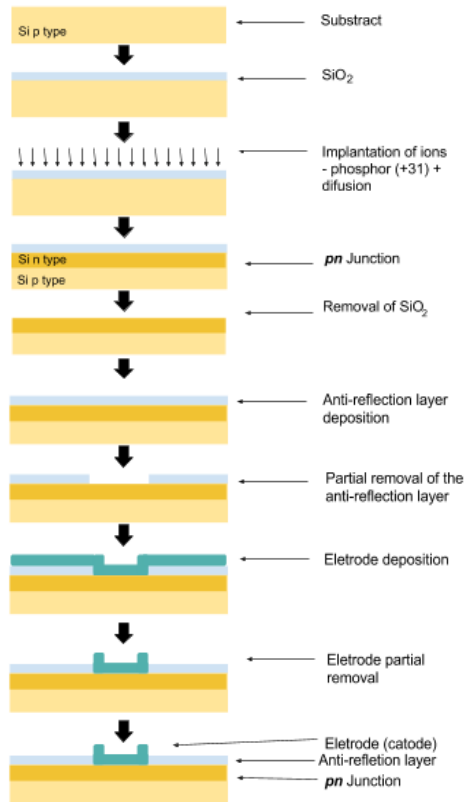 Si p type
Substract
SiO2
Implantation of ions
- phosphor (+31) +
difusion
Si n type
Si p type
pn Junction
Removal of SiO2
Anti-reflection layer
deposition
Partial removal of the
anti-reflection layer
Eletrode deposition
Eletrode partial
removal
Eletrode (catode)
Anti-refletion layer
pn Junction